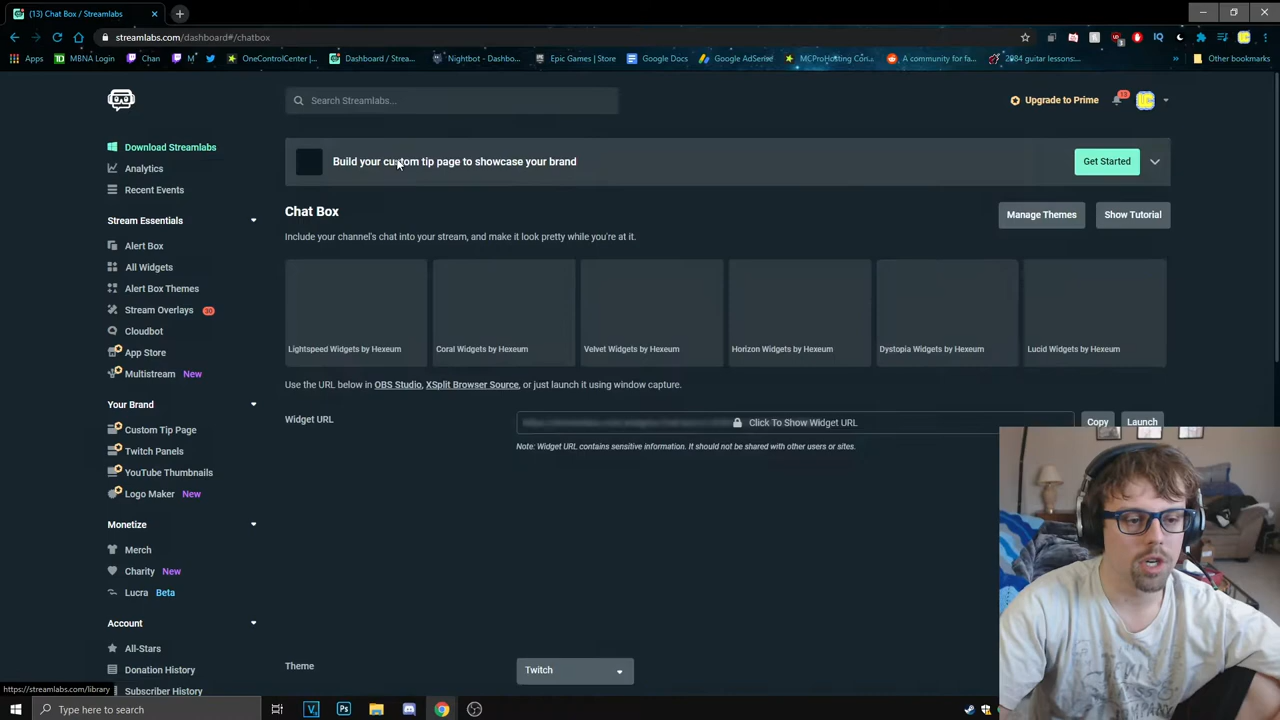 (13) Chat Box / Streamlabs
streamlabs.com/dashboard#/chatbox
Apps
MBNA Login
Chan
M
OneControlCenter |
Dashboard / Strea...
Nightbot - Dashbo...
Epic Games | Store
Google Docs
Google AdSense
MCProHosting Con...
A community for fa...
2084 guitar lessons:...
»
Other bookmarks
Search Streamlabs...
Upgrade to Prime
13
Download Streamlabs
Analytics
Recent Events
Build your custom tip page to showcase your brand
Get Started
Stream Essentials
Alert Box
All Widgets
Alert Box Themes
Stream Overlays
30
Cloudbot
App Store
Multistream New
Your Brand
Custom Tip Page
Twitch Panels
YouTube Thumbnails
Logo Maker New
Monetize
Merch
Charity New
Lucra Beta
Account
All-Stars
Donation History
Subscriber History
Chat Box
Manage Themes
Show Tutorial
Include your channel's chat into your stream, and make it look pretty while you're at it.
Lightspeed Widgets by Hexeum
Coral Widgets by Hexeum
Velvet Widgets by Hexeum
Horizon Widgets by Hexeum
Dystopia Widgets by Hexeum
Lucid Widgets by Hexeum
Use the URL below in OBS Studio, XSplit Browser Source, or just launch it using window capture.
Widget URL
Click To Show Widget URL
Copy
Launch
Note: Widget URL contains sensitive information. It should not be shared with other users or sites.
Theme
Twitch
https://streamlabs.com/library
Type here to search